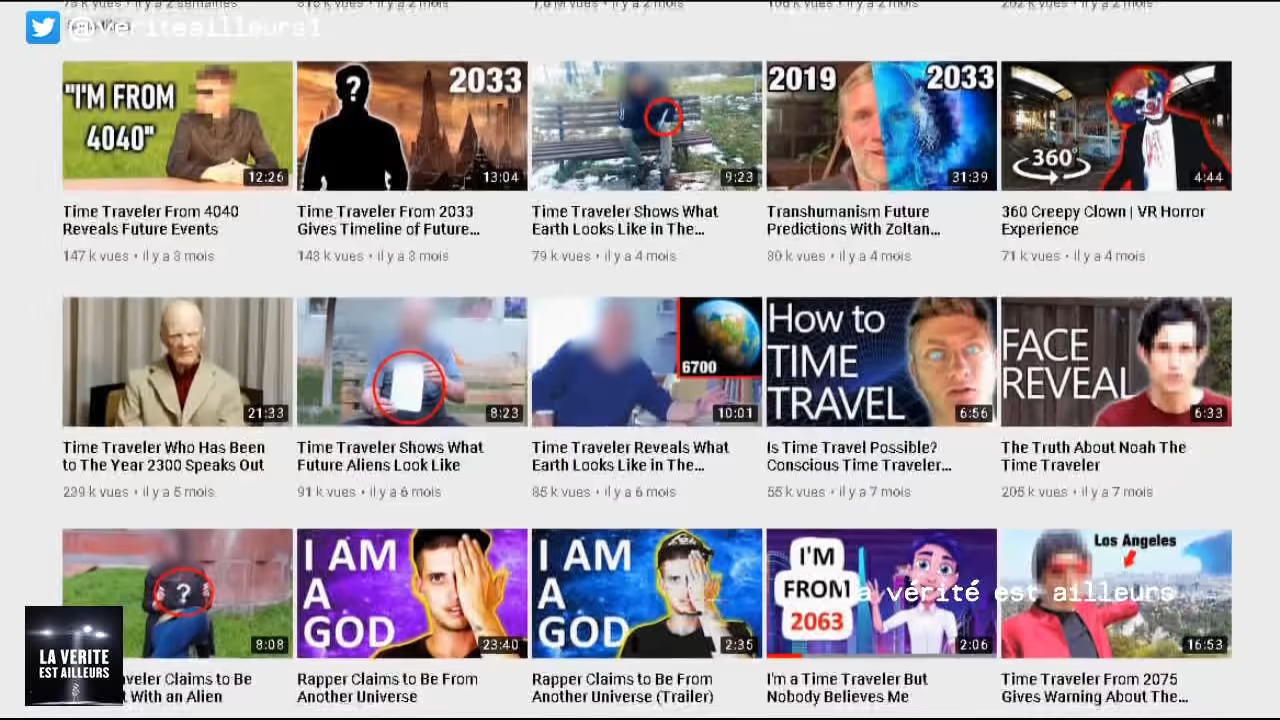 @veriteailleurs1
"I'M FROM
4040"
12:26
2033
13:04
9:23
2019 2033
31:39
360°
4:44
Time Traveler From 4040
Reveals Future Events
147 k vues • il y a 3 mois
Time Traveler From 2033
Gives Timeline of Future...
143 k vues • il y a 3 mois
Time Traveler Shows What
Earth Looks Like in The...
79 k vues • il y a 4 mois
Transhumanism Future
Predictions With Zoltan...
80 k vues • il y a 4 mois
360 Creepy Clown | VR Horror
Experience
71 k vues • il y a 4 mois
21:33
8:23
6700
10:01
How to
TIME
TRAVEL
6:56
FACE
REVEAL
6:33
Time Traveler Who Has Been
to The Year 2300 Speaks Out
239 k vues • il y a 5 mois
Time Traveler Shows What
Future Aliens Look Like
91 k vues • il y a 6 mois
Time Traveler Reveals What
Earth Looks Like in The...
85 k vues • il y a 6 mois
Is Time Travel Possible?
Conscious Time Traveler...
55 k vues • il y a 7 mois
The Truth About Noah The
Time Traveler
205 k vues • il y a 7 mois
?
8:08
I AM
A
GOD
23:40
I AM
A
GOD
2:35
I'M
FROM
2063
2:06
Los Angeles
16:53
a vérité est ailleurs
LA VERITE
EST AILLEURS
veler Claims to Be
With an Alien
Rapper Claims to Be From
Another Universe
Rapper Claims to Be From
Another Universe (Trailer)
I'm a Time Traveler But
Nobody Believes Me
Time Traveler From 2075
Gives Warning About The...